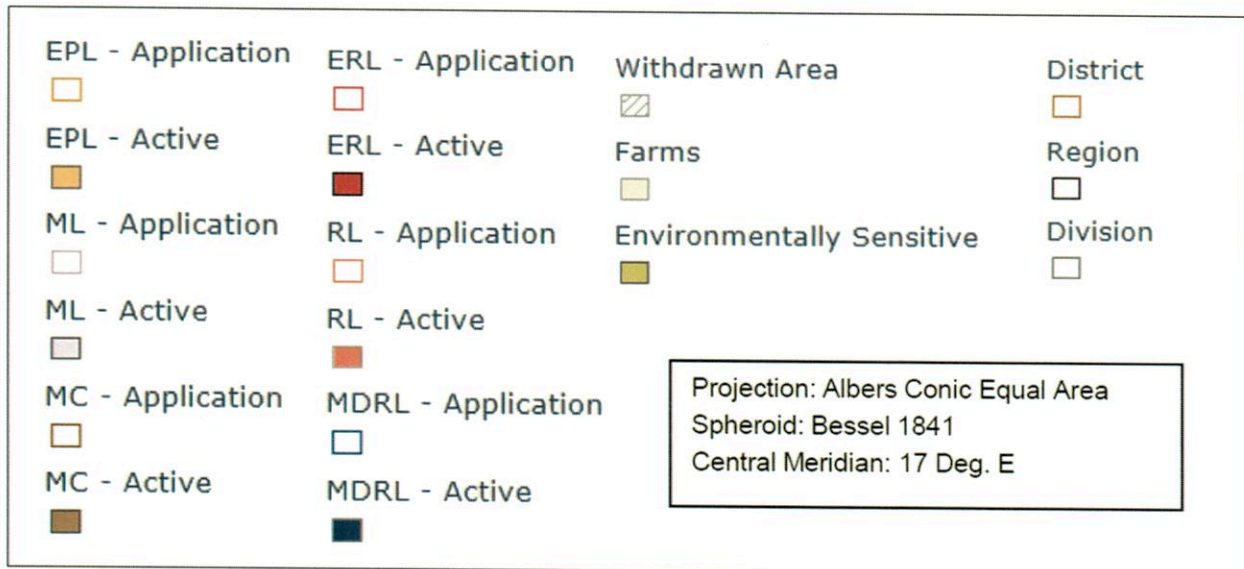 EPL - Application
EPL - Active
ML - Application
ML - Active
MC - Application
MC - Active
ERL - Application
ERL - Active
RL - Application
RL - Active
MDRL - Application
MDRL - Active
Withdrawn Area
Farms
Environmentally Sensitive
District
Region
Division
Projection: Albers Conic Equal Area
Spheroid: Bessel 1841
Central Meridian: 17 Deg. E